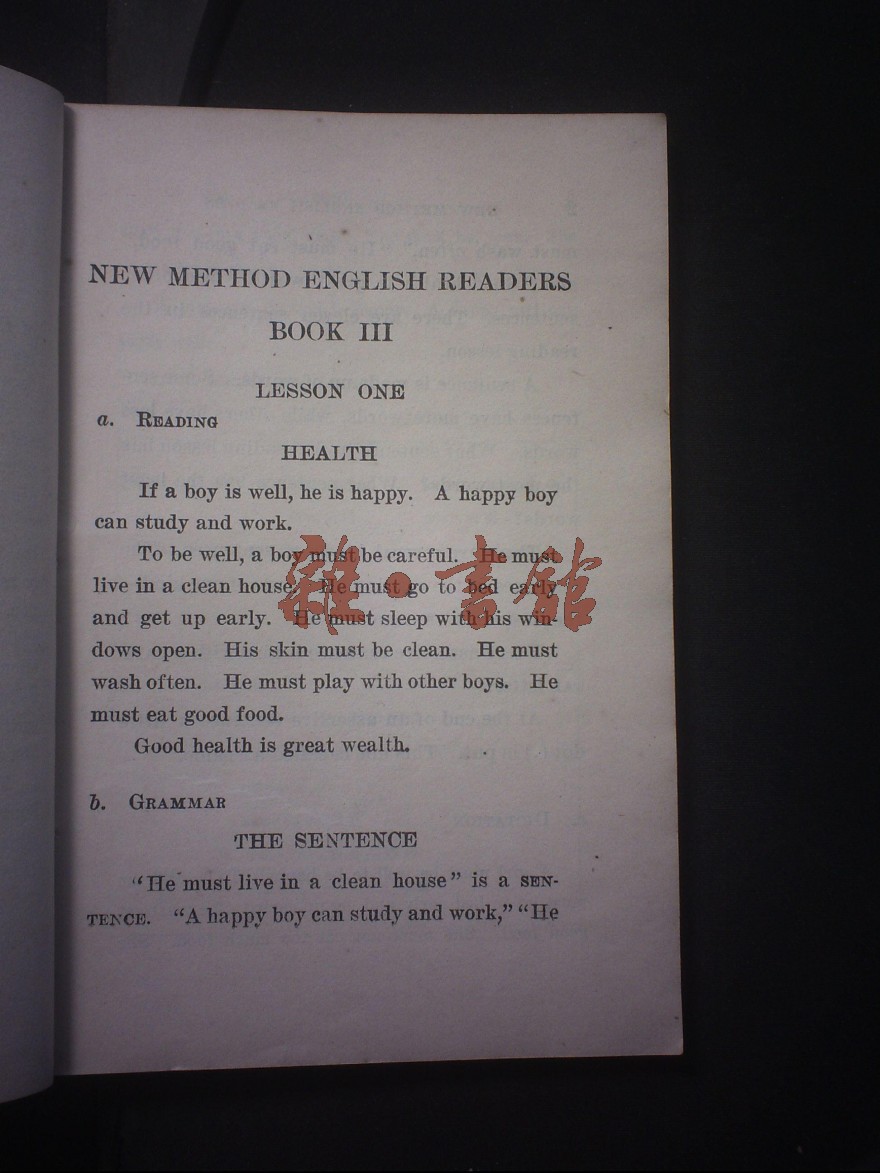 NEW METHOD ENGLISH READERS
BOOK III
LESSON ONE
a. READING
HEALTH
If a boy is well, he is happy. A happy boy
can study and work.
To be well, a boy must be careful. He must
live in a clean house. He must go to bed early
and get up early. He must sleep with his win-
dows open. His skin must be clean. He must
wash often. He must play with other boys. He
must eat good food.
Good health is great wealth.
b. GRAMMAR
THE SENTENCE
"He must live in a clean house" is a SEN-
TENCE. "A happy boy can study and work," "He
雜·書館